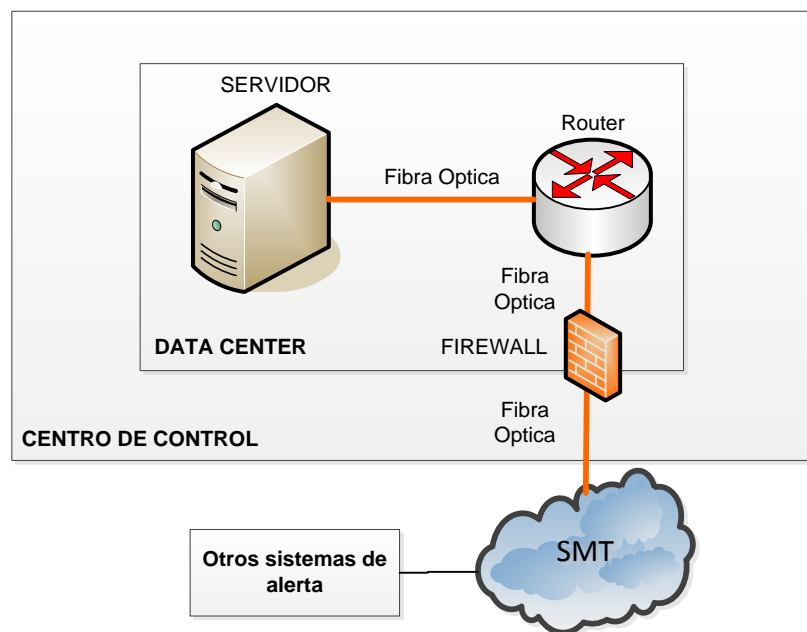 SERVIDOR
Router
Fibra Optica
Fibra
Optica
DATA CENTER
FIREWALL
Fibra
Optica
CENTRO DE CONTROL
SMT
Otros sistemas de
alerta